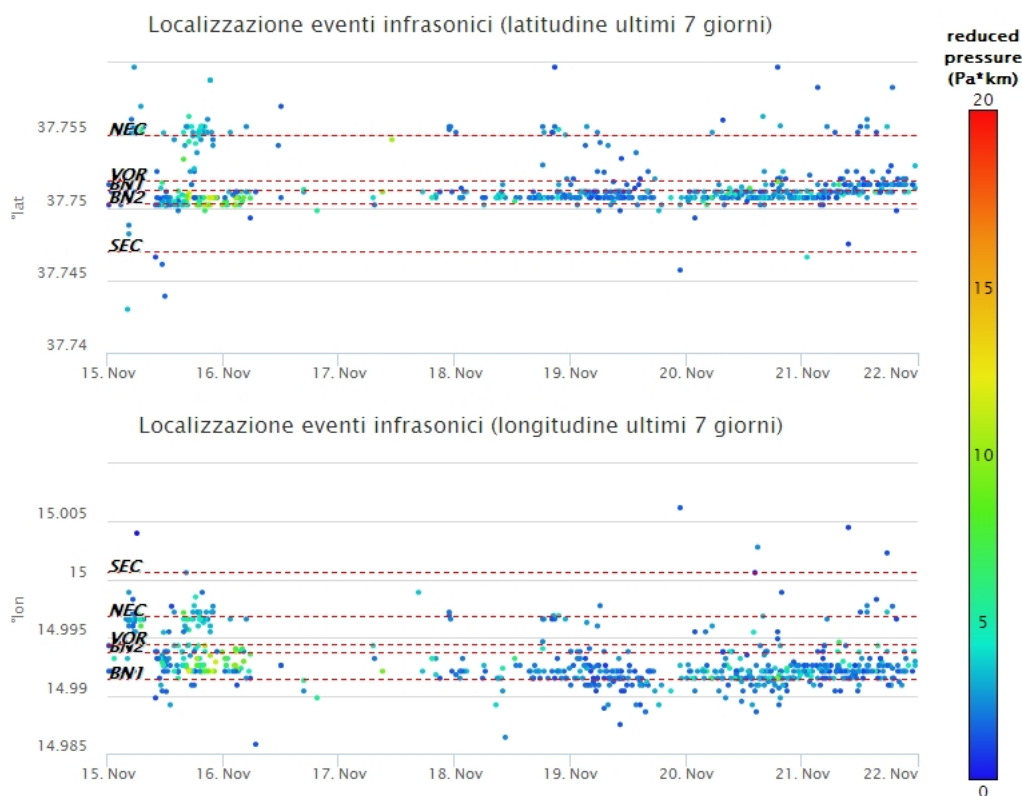 Localizzazione eventi infrasonici (latitudine ultimi 7 giorni)
reduced
pressure
(Pa*km)
20
15
10
5
0
°lat
37.755
37.75
37.745
37.74
NEC
VOR
BN1
BN2
SEC
15. Nov 16. Nov 17. Nov 18. Nov 19. Nov 20. Nov 21. Nov 22. Nov
Localizzazione eventi infrasonici (longitudine ultimi 7 giorni)
°lon
15.005
15
14.995
14.99
14.985
SEC
NEC
VOR
BN2
BN1
15. Nov 16. Nov 17. Nov 18. Nov 19. Nov 20. Nov 21. Nov 22. Nov